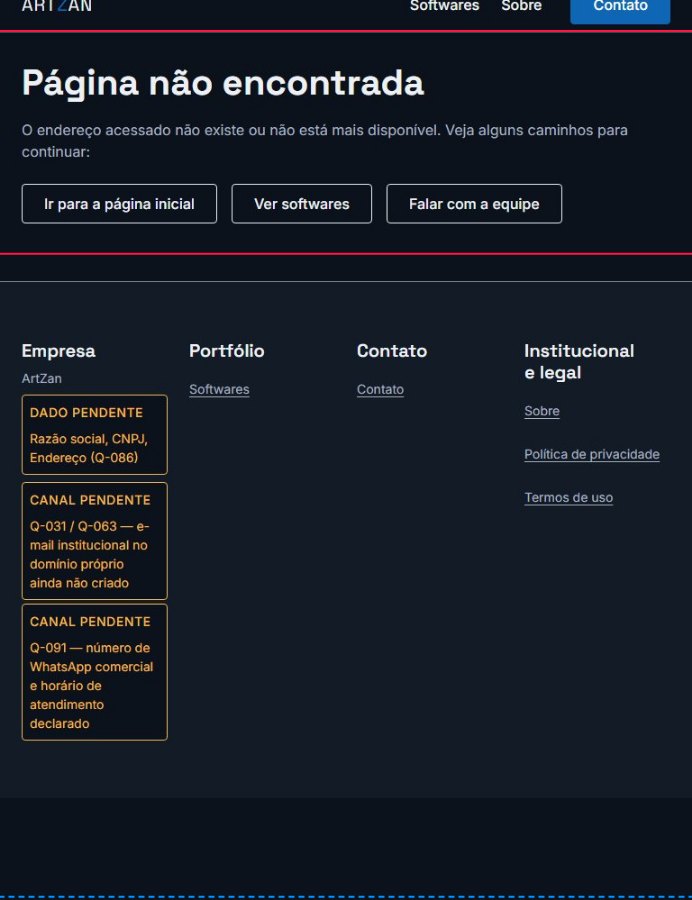 ARTZAN
Softwares
Sobre
Contato
Página não encontrada
O endereço acessado não existe ou não está mais disponível. Veja alguns caminhos para
continuar:
Ir para a página inicial
Ver softwares
Falar com a equipe
Empresa
ArtZan
DADO PENDENTE
Razão social, CNPJ,
Endereço (Q-086)
CANAL PENDENTE
Q-031 / Q-063 — e-
mail institucional no
domínio próprio
ainda não criado
CANAL PENDENTE
Q-091 — número de
WhatsApp comercial
e horário de
atendimento
declarado
Portfólio
Softwares
Contato
Contato
Institucional
e legal
Sobre
Política de privacidade
Termos de uso